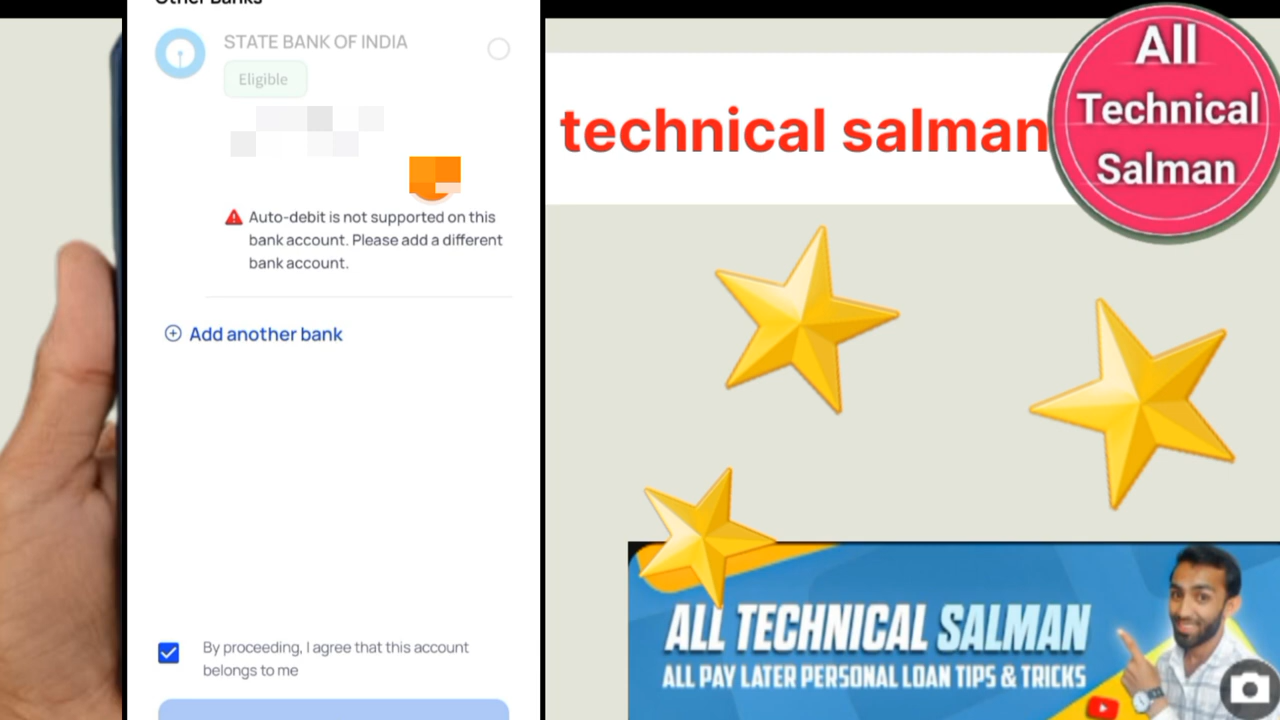 Other Banks
STATE BANK OF INDIA
Eligible
Auto-debit is not supported on this
bank account. Please add a different
bank account.
Add another bank
By proceeding, I agree that this account
belongs to me
technical salman
All
Technical
Salman
ALL TECHNICAL SALMAN
ALL PAY LATER PERSONAL LOAN TIPS & TRICKS